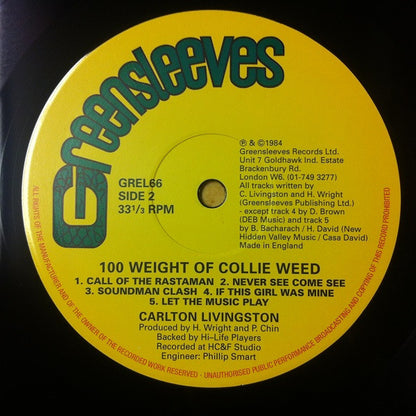 Greensleeves
℗ & ©1984
Greensleeves Records Ltd.
Unit 7 Goldhawk Ind. Estate
Brackenbury Rd.
London W6. (01-749 3277)
All tracks written by
C. Livingston and H. Wright
(Greensleeves Publishing Ltd.)
- except track 4 by D. Brown
(DEB Music) and track 5
by B. Bacharach / H. David (New
Hidden Valley Music / Casa David)
Made in England
GREL66
SIDE 2
33 1/3 RPM
100 WEIGHT OF COLLIE WEED
1. CALL OF THE RASTAMAN 2. NEVER SEE COME SEE
3. SOUNDMAN CLASH 4. IF THIS GIRL WAS MINE
5. LET THE MUSIC PLAY
CARLTON LIVINGSTON
Produced by H. Wright and P. Chin
Backed by Hi-Life Players
Recorded at HC&F Studio
Engineer: Phillip Smart
ALL RIGHTS OF THE MANUFACTURER AND OF THE OWNER OF THE RECORDED WORK RESERVED - UNAUTHORISED PUBLIC PERFORMANCE BROADCASTING AND COPYING OF THIS RECORD PROHIBITED